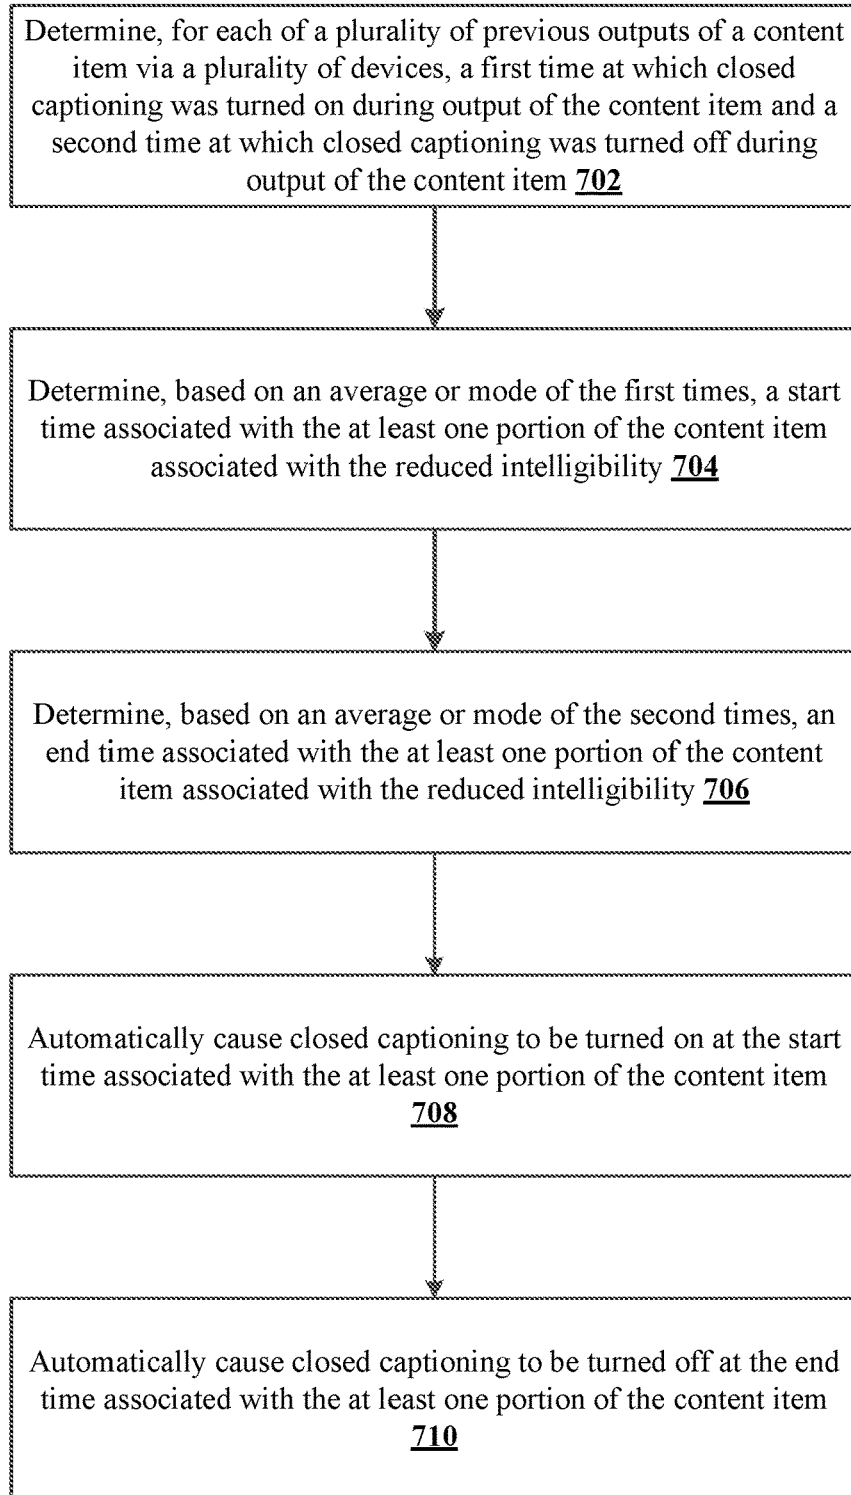 Determine, for each of a plurality of previous outputs of a content
item via a plurality of devices, a first time at which closed
captioning was turned on during output of the content item and a
second time at which closed captioning was turned off during
output of the content item 702
Determine, based on an average or mode of the first times, a start
time associated with the at least one portion of the content item
associated with the reduced intelligibility 704
Determine, based on an average or mode of the second times, an
end time associated with the at least one portion of the content
item associated with the reduced intelligibility 706
Automatically cause closed captioning to be turned on at the start
time associated with the at least one portion of the content item
708
Automatically cause closed captioning to be turned off at the end
time associated with the at least one portion of the content item
710